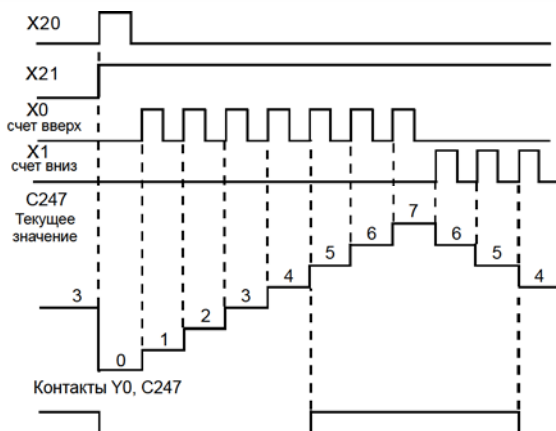 X20
X21
X0
счет вверх
X1
счет вниз
C247
Текущее
значение
7
6 6
5 5
4 4
3 3
2
1
0
Контакты Y0, C247